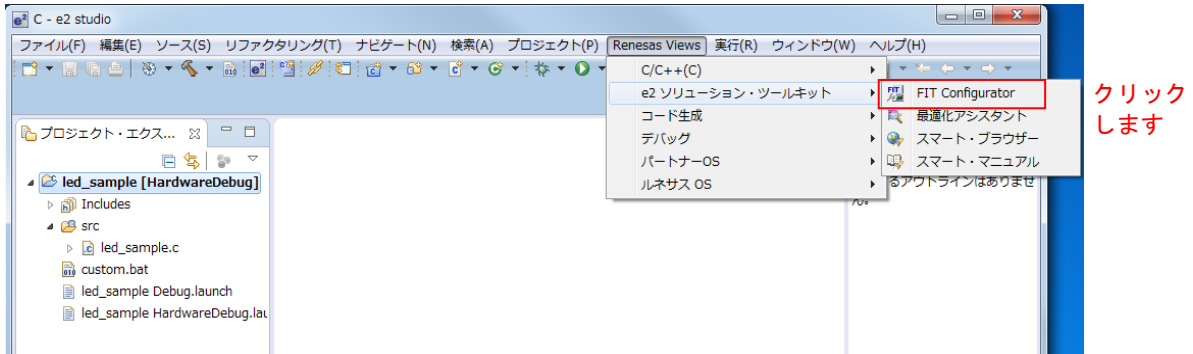 C - e2 studio
ファイル(F) 編集(E) ソース(S) リファクタリング(T) ナビゲート(N) 検索(A) プロジェクト(P) Renesas Views 実行(R) ウィンドウ(W) ヘルプ(H)
C/C++(C)
e2 ソリューション・ツールキット
コード生成
デバッグ
パートナーOS
ルネサス OS
FIT Configurator
最適化アシスタント
スマート・ブラウザー
スマート・マニュアル
クリック
します
るアウトラインはありませ
ん。
プロジェクト・エクス...
led_sample [HardwareDebug]
Includes
src
led_sample.c
custom.bat
led_sample Debug.launch
led_sample HardwareDebug.lau